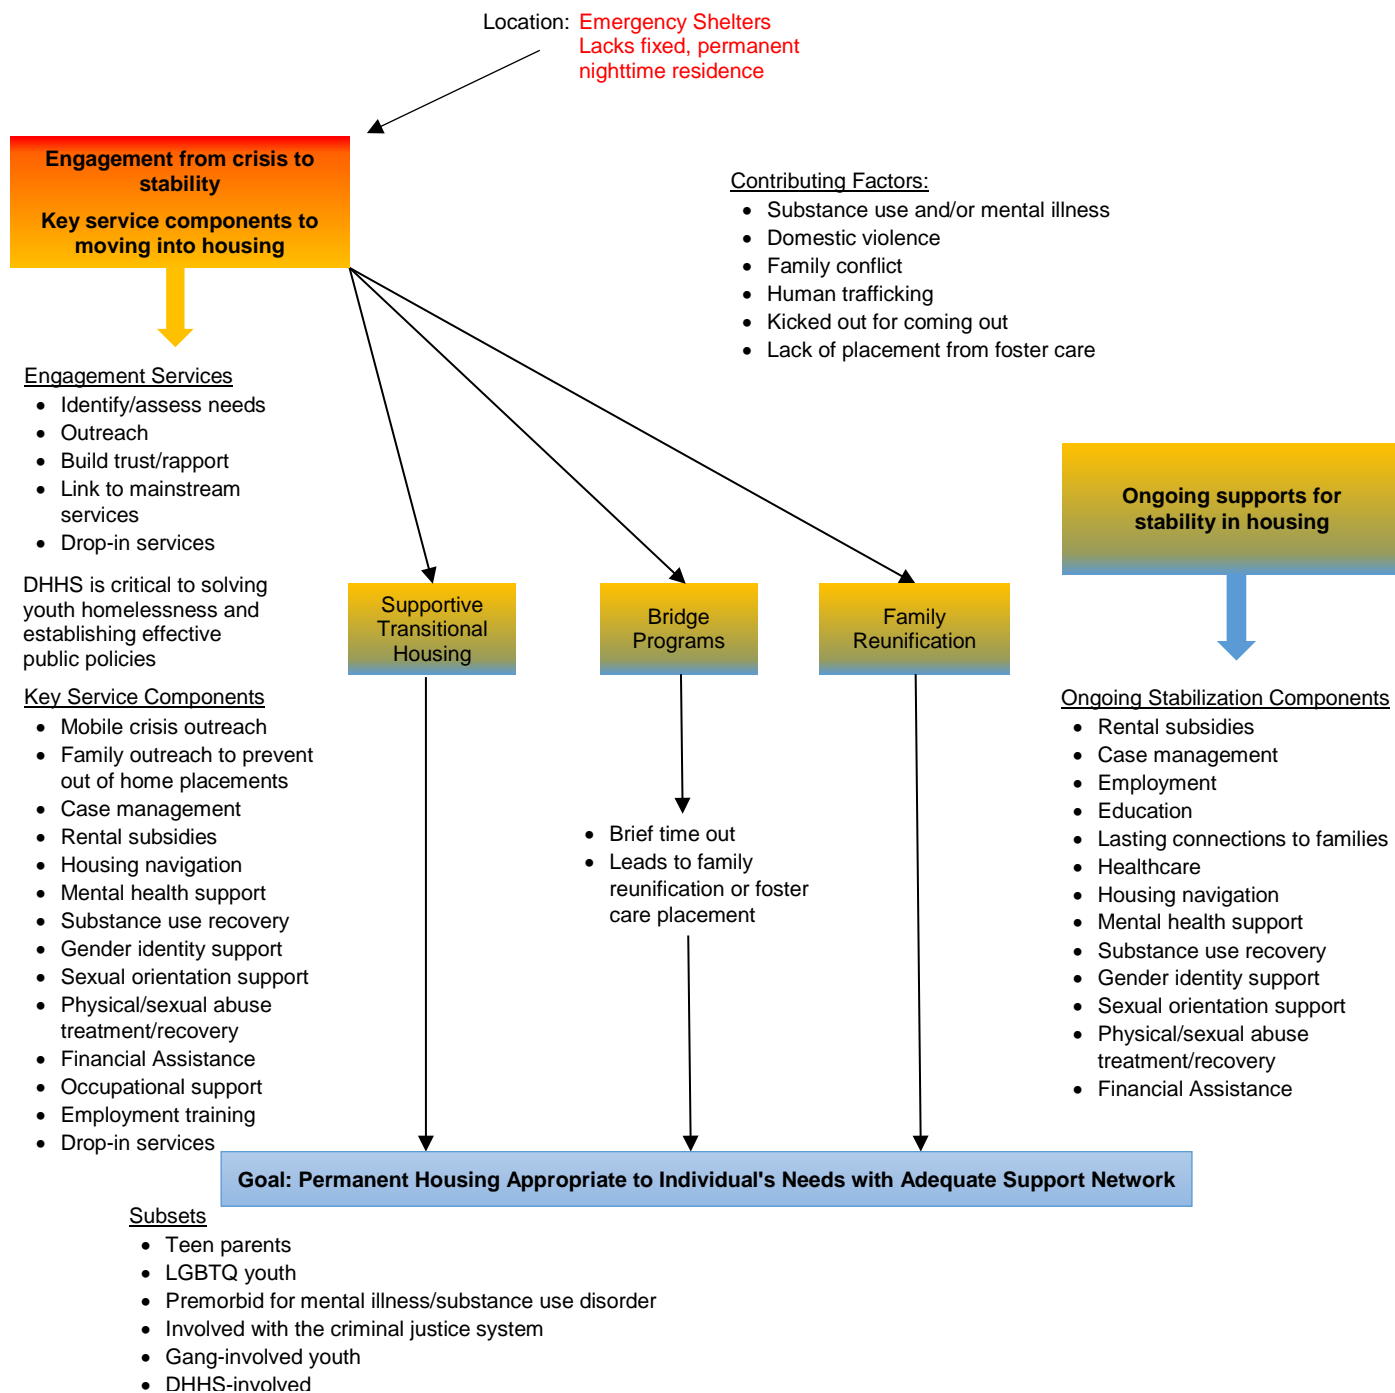 Location: Emergency Shelters
Lacks fixed, permanent
nighttime residence
Engagement from crisis to
stability
Key service components to
moving into housing
Contributing Factors:
• Substance use and/or mental illness
• Domestic violence
• Family conflict
• Human trafficking
• Kicked out for coming out
• Lack of placement from foster care
Engagement Services
• Identify/assess needs
• Outreach
• Build trust/rapport
• Link to mainstream
services
• Drop-in services
DHHS is critical to solving
youth homelessness and
establishing effective
public policies
Key Service Components
• Mobile crisis outreach
• Family outreach to prevent
out of home placements
• Case management
• Rental subsidies
• Housing navigation
• Mental health support
• Substance use recovery
• Gender identity support
• Sexual orientation support
• Physical/sexual abuse
treatment/recovery
• Financial Assistance
• Occupational support
• Employment training
• Drop-in services
Supportive
Transitional
Housing
Bridge
Programs
Family
Reunification
• Brief time out
• Leads to family
reunification or foster
care placement
Ongoing supports for
stability in housing
Ongoing Stabilization Components
• Rental subsidies
• Case management
• Employment
• Education
• Lasting connections to families
• Healthcare
• Housing navigation
• Mental health support
• Substance use recovery
• Gender identity support
• Sexual orientation support
• Physical/sexual abuse
treatment/recovery
• Financial Assistance
Goal: Permanent Housing Appropriate to Individual's Needs with Adequate Support Network
Subsets
• Teen parents
• LGBTQ youth
• Premorbid for mental illness/substance use disorder
• Involved with the criminal justice system
• Gang-involved youth
• DHHS-involved